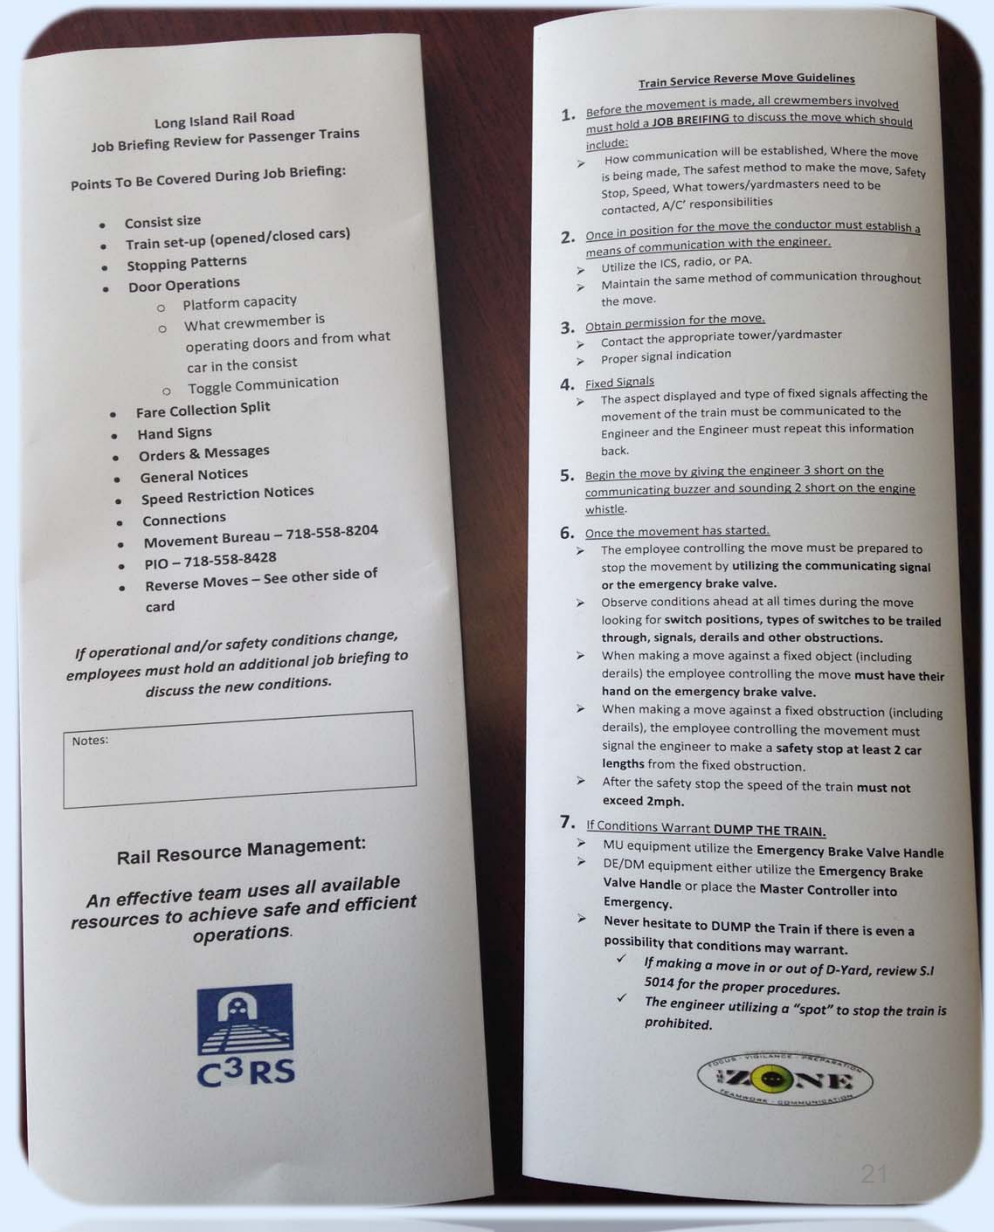 Long Island Rail Road
Job Briefing Review for Passenger Trains
Points To Be Covered During Job Briefing:
• Consist size
• Train set-up (opened/closed cars)
• Stopping Patterns
• Door Operations
o Platform capacity
o What crewmember is
operating doors and from what
car in the consist
o Toggle Communication
• Fare Collection Split
• Hand Signs
• Orders & Messages
• General Notices
• Speed Restriction Notices
• Connections
• Movement Bureau – 718-558-8204
• PIO – 718-558-8428
• Reverse Moves – See other side of
card
If operational and/or safety conditions change,
employees must hold an additional job briefing to
discuss the new conditions.
Notes:
Rail Resource Management:
An effective team uses all available
resources to achieve safe and efficient
operations.
C3RS
Train Service Reverse Move Guidelines
1. Before the movement is made, all crewmembers involved
must hold a JOB BREIFING to discuss the move which should
include:
➢ How communication will be established, Where the move
is being made, The safest method to make the move, Safety
Stop, Speed, What towers/yardmasters need to be
contacted, A/C' responsibilities
2. Once in position for the move the conductor must establish a
means of communication with the engineer.
➢ Utilize the ICS, radio, or PA.
➢ Maintain the same method of communication throughout
the move.
3. Obtain permission for the move.
➢ Contact the appropriate tower/yardmaster
➢ Proper signal indication
4. Fixed Signals
➢ The aspect displayed and type of fixed signals affecting the
movement of the train must be communicated to the
Engineer and the Engineer must repeat this information
back.
5. Begin the move by giving the engineer 3 short on the
communicating buzzer and sounding 2 short on the engine
whistle.
6. Once the movement has started.
➢ The employee controlling the move must be prepared to
stop the movement by utilizing the communicating signal
or the emergency brake valve.
➢ Observe conditions ahead at all times during the move
looking for switch positions, types of switches to be trailed
through, signals, derails and other obstructions.
➢ When making a move against a fixed object (including
derails) the employee controlling the move must have their
hand on the emergency brake valve.
➢ When making a move against a fixed obstruction (including
derails), the employee controlling the movement must
signal the engineer to make a safety stop at least 2 car
lengths from the fixed obstruction.
➢ After the safety stop the speed of the train must not
exceed 2mph.
7. If Conditions Warrant DUMP THE TRAIN.
➢ MU equipment utilize the Emergency Brake Valve Handle
➢ DE/DM equipment either utilize the Emergency Brake
Valve Handle or place the Master Controller into
Emergency.
➢ Never hesitate to DUMP the Train if there is even a
possibility that conditions may warrant.
✓ If making a move in or out of D-Yard, review S.I
5014 for the proper procedures.
✓ The engineer utilizing a "spot" to stop the train is
prohibited.
FOCUS · VIGILANCE · PREPARATION
THE ZONE
TEAMWORK · COMMUNICATION
21